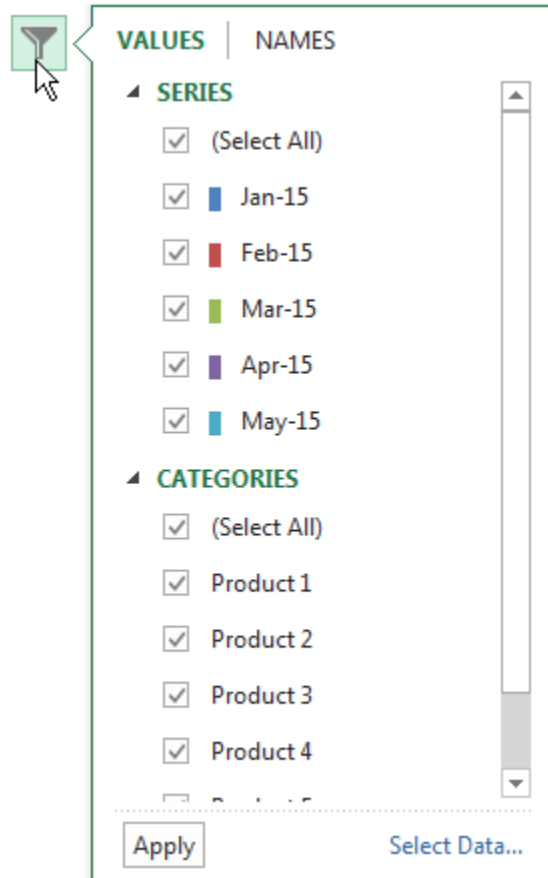 VALUES | NAMES
SERIES
(Select All)
Jan-15
Feb-15
Mar-15
Apr-15
May-15
CATEGORIES
(Select All)
Product 1
Product 2
Product 3
Product 4
Apply Select Data...